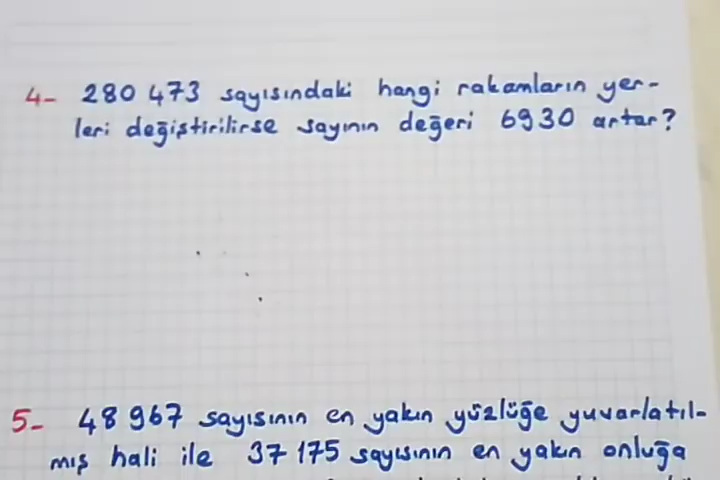 4- 280 473 sayısındaki hangi rakamların yer-
leri değiştirilirse sayının değeri 6930 artar?
5- 48 967 sayısının en yakın yüzlüğe yuvarlatıl-
mış hali ile 37 175 sayısının en yakın onluğa